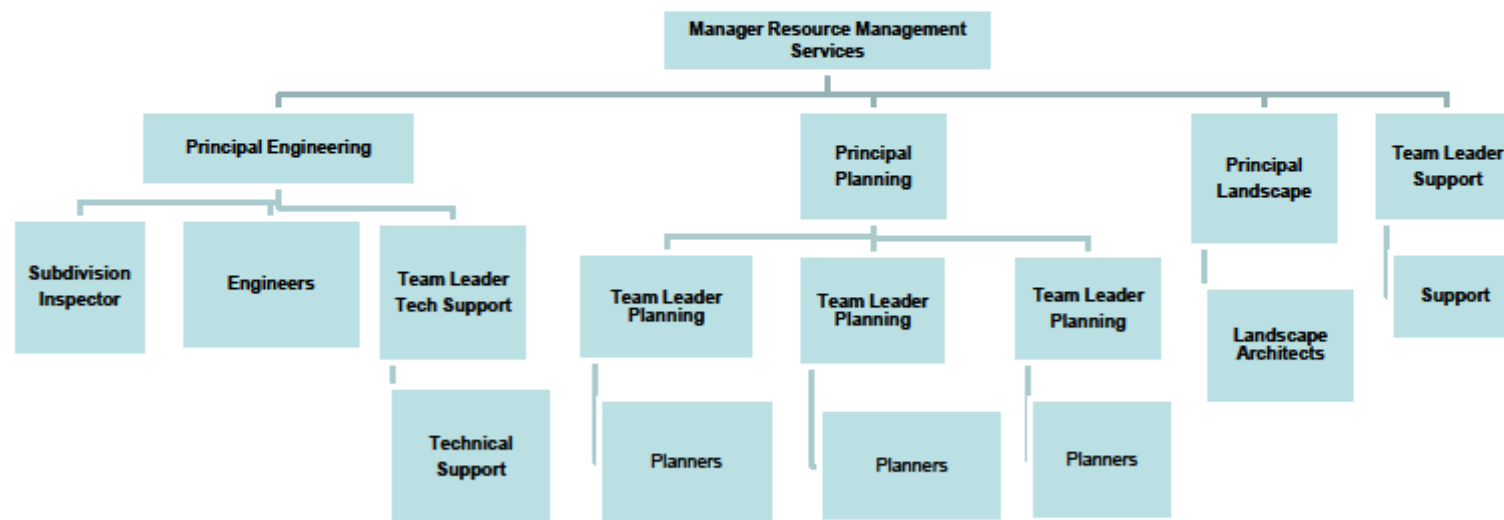 Manager Resource Management
Services
Principal Engineering
Principal
Planning
Principal
Landscape
Team Leader
Support
Subdivision
Inspector
Engineers
Team Leader
Tech Support
Team Leader
Planning
Team Leader
Planning
Team Leader
Planning
Landscape
Architects
Support
Technical
Support
Planners
Planners
Planners